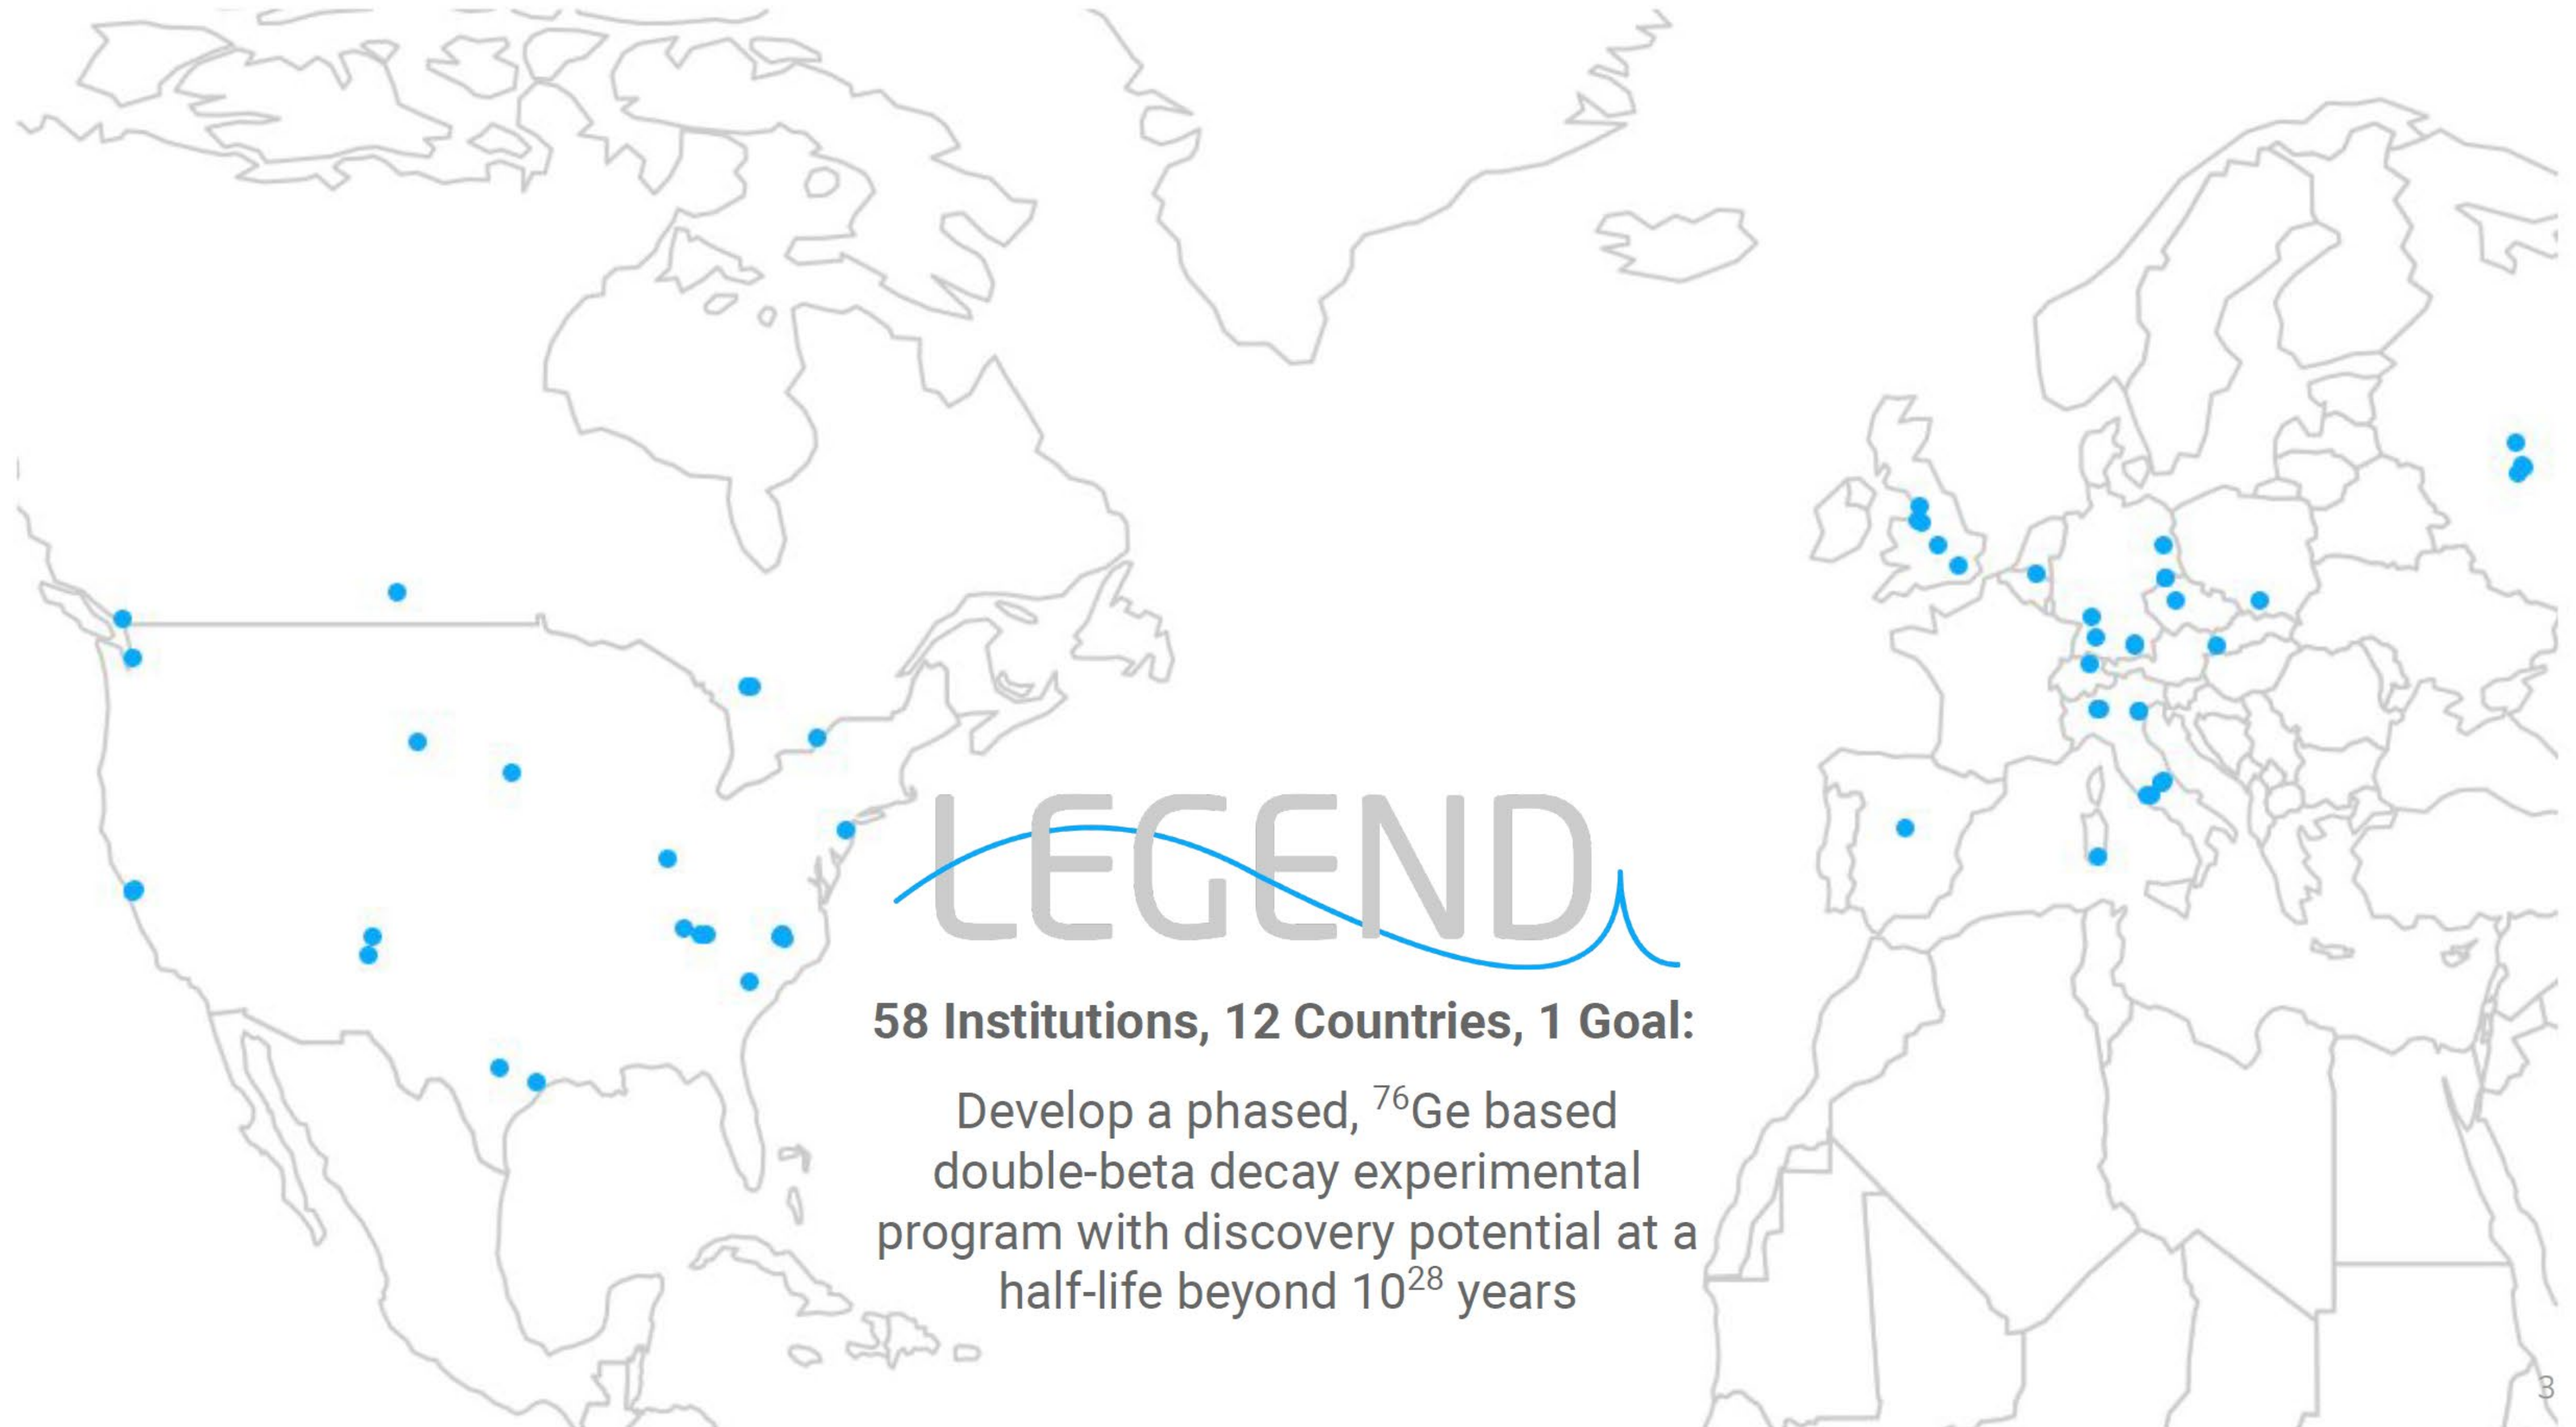 LEGEND
58 Institutions, 12 Countries, 1 Goal:
Develop a phased, ⁷⁶Ge based
double-beta decay experimental
program with discovery potential at a
half-life beyond 10²⁸ years
3